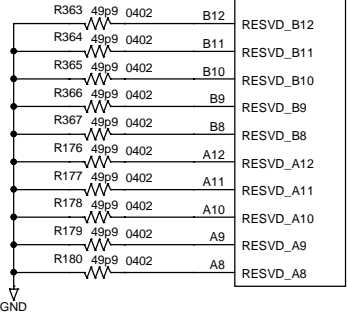 R363 49p9 0402 B12 RESVD_B12
R364 49p9 0402 B11 RESVD_B11
R365 49p9 0402 B10 RESVD_B10
R366 49p9 0402 B9 RESVD_B9
R367 49p9 0402 B8 RESVD_B8
R176 49p9 0402 A12 RESVD_A12
R177 49p9 0402 A11 RESVD_A11
R178 49p9 0402 A10 RESVD_A10
R179 49p9 0402 A9 RESVD_A9
R180 49p9 0402 A8 RESVD_A8
GND